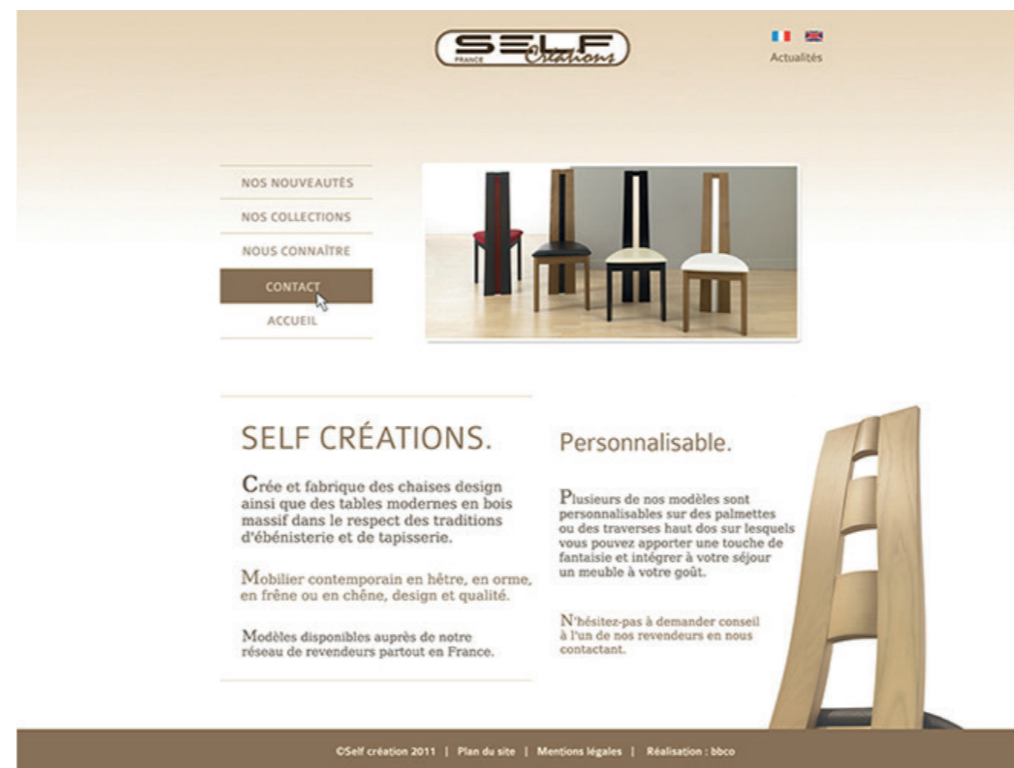 SELF
FRANCE
Créations
Actualités
NOS NOUVEAUTÉS
NOS COLLECTIONS
NOUS CONNAÎTRE
CONTACT
ACCUEIL
SELF CRÉATIONS.
Crée et fabrique des chaises design
ainsi que des tables modernes en bois
massif dans le respect des traditions
d'ébénisterie et de tapisserie.
Mobilier contemporain en hêtre, en orme,
en frêne ou en chêne, design et qualité.
Modèles disponibles auprès de notre
réseau de revendeurs partout en France.
Personnalisable.
Plusieurs de nos modèles sont
personnalisables sur des palmettes
ou des traverses haut dos sur lesquels
vous pouvez apporter une touche de
fantaisie et intégrer à votre séjour
un meuble à votre goût.
N'hésitez-pas à demander conseil
à l'un de nos revendeurs en nous
contactant.
©Self création 2011 | Plan du site | Mentions légales | Réalisation : bbco